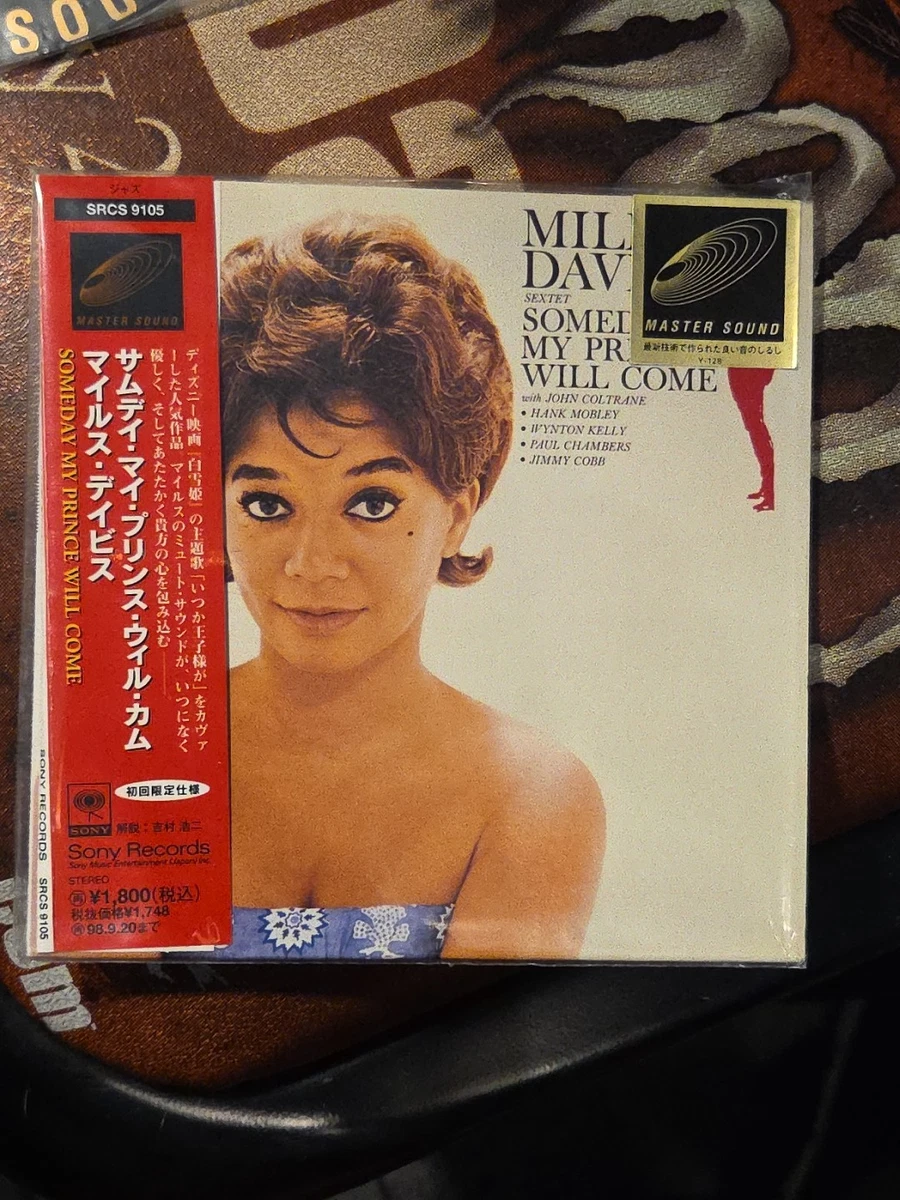 SOU
ジャズ
SRCS 9105
MASTER SOUND
ディズニー映画「白雪姫」の主題歌「いつか王子様が」をカヴァ
ーした人気作品 マイルスのミュート・サウンドが、いつになく
優しく、そしてあたたかく貴方の心を包み込む——
サムデイ・マイ・プリンス・ウィル・カム
マイルス・デイビス
SOMEDAY MY PRINCE WILL COME
初回限定仕様
SONY
解説：吉村 浩二
Sony Records
Sony Music Entertainment (Japan) Inc.
STEREO
¥1,800(税込)
税抜価格¥1,748
98.9.20まで
SONY RECORDS SRCS 9105
MIL
DAV
SEXTET
SOMED
MY PR
WILL COME
with JOHN COLTRANE
• HANK MOBLEY
• WYNTON KELLY
• PAUL CHAMBERS
• JIMMY COBB
MASTER SOUND
最新技術で作られた良い音のしるし
Y-128